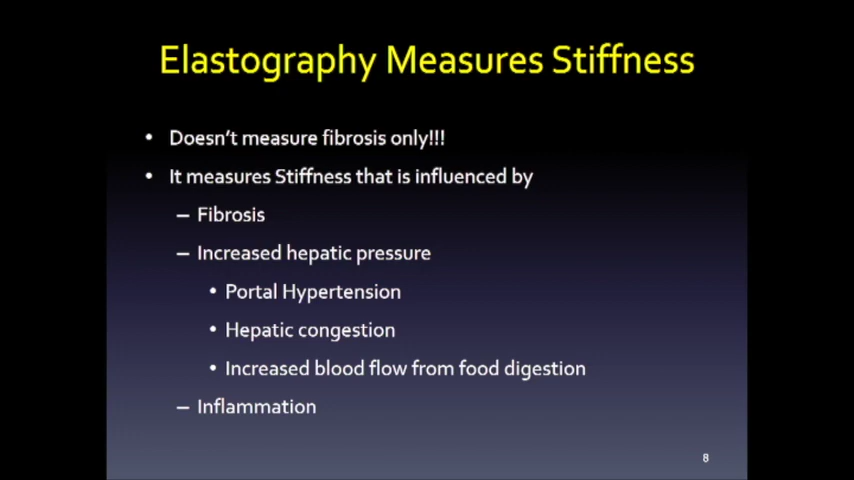 Elastography Measures Stiffness
• Doesn't measure fibrosis only!!!
• It measures Stiffness that is influenced by
– Fibrosis
– Increased hepatic pressure
• Portal Hypertension
• Hepatic congestion
• Increased blood flow from food digestion
– Inflammation
8